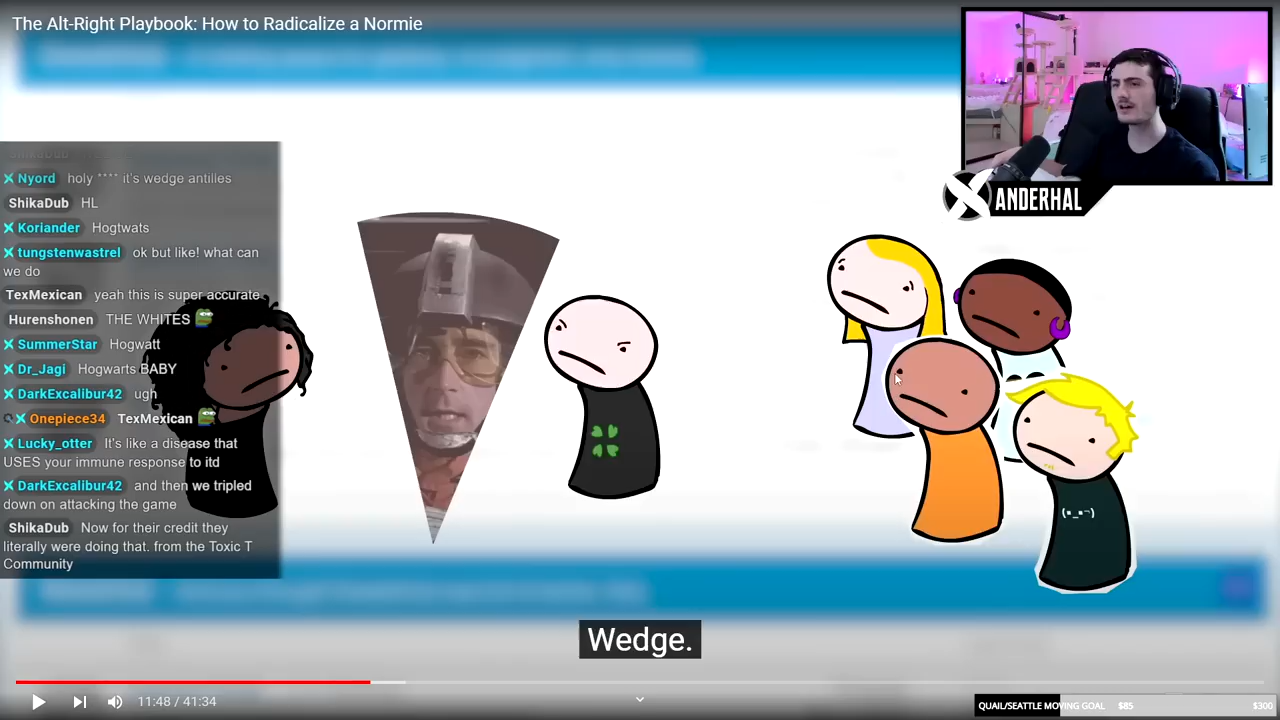 The Alt-Right Playbook: How to Radicalize a Normie
Nyord holy **** it's wedge antilles
ShikaDub HL
Koriander Hogtwats
tungstenwastrel ok but like! what can
we do
TexMexican yeah this is super accurate
Hurenshonen THE WHITES
SummerStar Hogwatt
Dr_Jagi Hogwarts BABY
DarkExcalibur42 ugh
Onepiece34 TexMexican
Lucky_otter It's like a disease that
USES your immune response to itd
DarkExcalibur42 and then we tripled
down on attacking the game
ShikaDub Now for their credit they
literally were doing that. from the Toxic T
Community
XANDERHAL
Wedge.
11:48 / 41:34
QUAIL/SEATTLE MOVING GOAL $85 $300